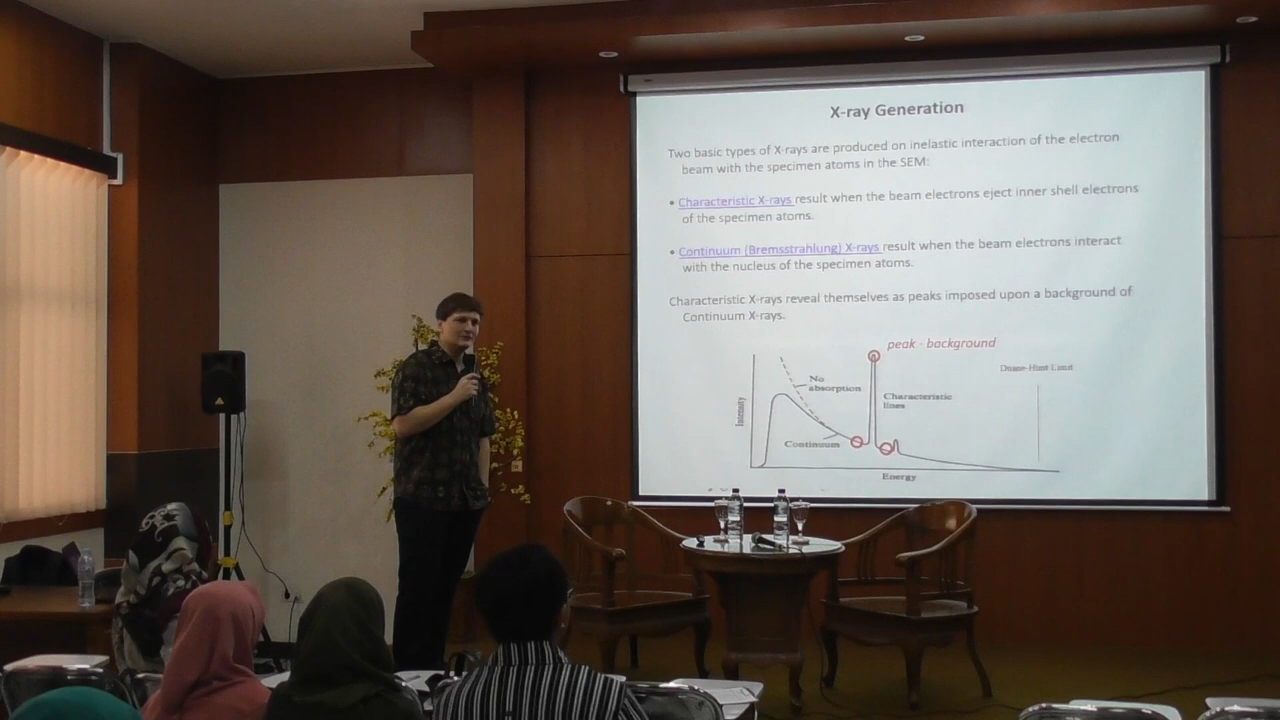 X-ray Generation
Two basic types of X-rays are produced on inelastic interaction of the electron
beam with the specimen atoms in the SEM:
• Characteristic X-rays result when the beam electrons eject inner shell electrons
of the specimen atoms.
• Continuum (Bremsstrahlung) X-rays result when the beam electrons interact
with the nucleus of the specimen atoms.
Characteristic X-rays reveal themselves as peaks imposed upon a background of
Continuum X-rays.
peak - background
Duane-Hunt Limit
No
absorption
Characteristic
lines
Intensity
Continuum
Energy